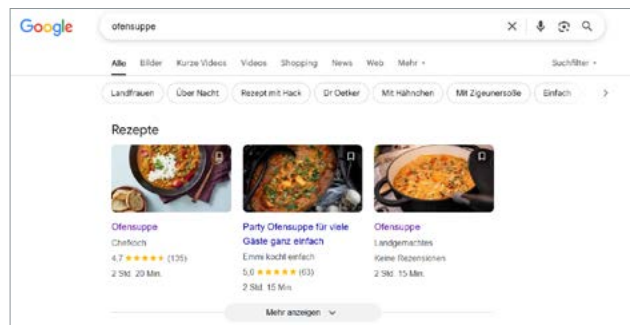 Google
ofensuppe
Alle Bilder Kurze Videos Videos Shopping News Web Mehr Suchfilter
Landfrauen Über Nacht Rezept mit Hack Dr Oetker Mit Hähnchen Mit Zigeunersoße Einfach
Rezepte
Ofensuppe
Chefkoch
4,7 ★★★★★ (135)
2 Std. 20 Min.
Party Ofensuppe für viele
Gäste ganz einfach
Emmi kocht einfach
5,0 ★★★★★ (63)
2 Std. 15 Min.
Ofensuppe
Landgemachtes
Keine Rezensionen
2 Std. 15 Min.
Mehr anzeigen